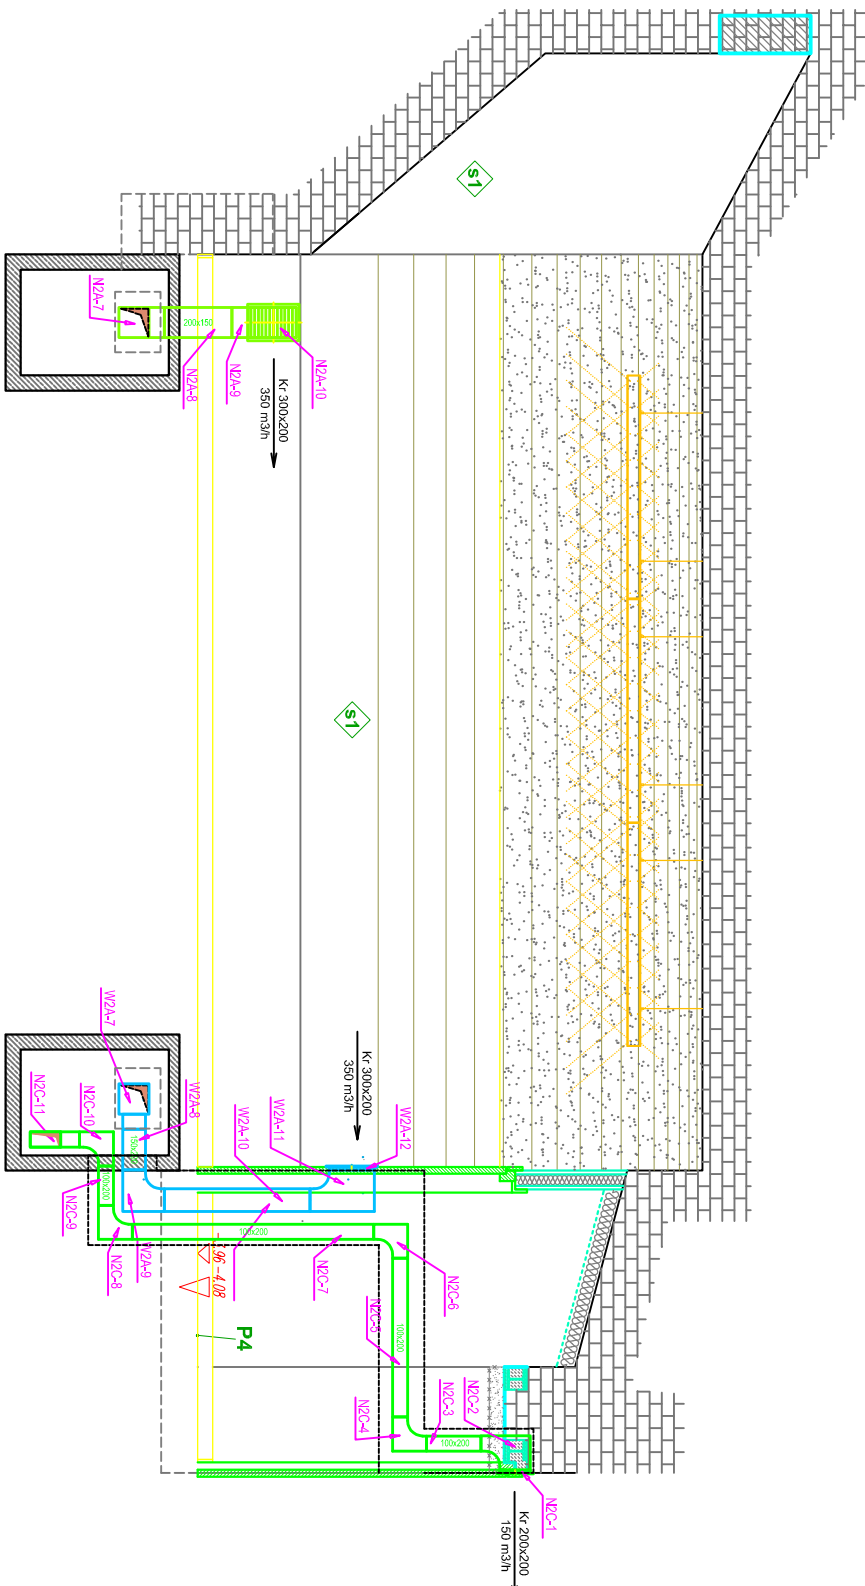 s1
N2A-7
200x150
N2A-8
N2A-9
N2A-10
Kr 300x200
350 m3/h
s1
W2A-7
N2C-11
N2C-10
W2A-8
150x200
W2A-10
W2A-11
Kr 300x200
350 m3/h
W2A-12
100x200
N2C-9
N2C-8
W2A-9
100x200
-4.08
N2C-7
N2C-6
N2C-5
100x200
P4
N2C-4
N2C-3
100x200
N2C-2
N2C-1
Kr 200x200
150 m3/h